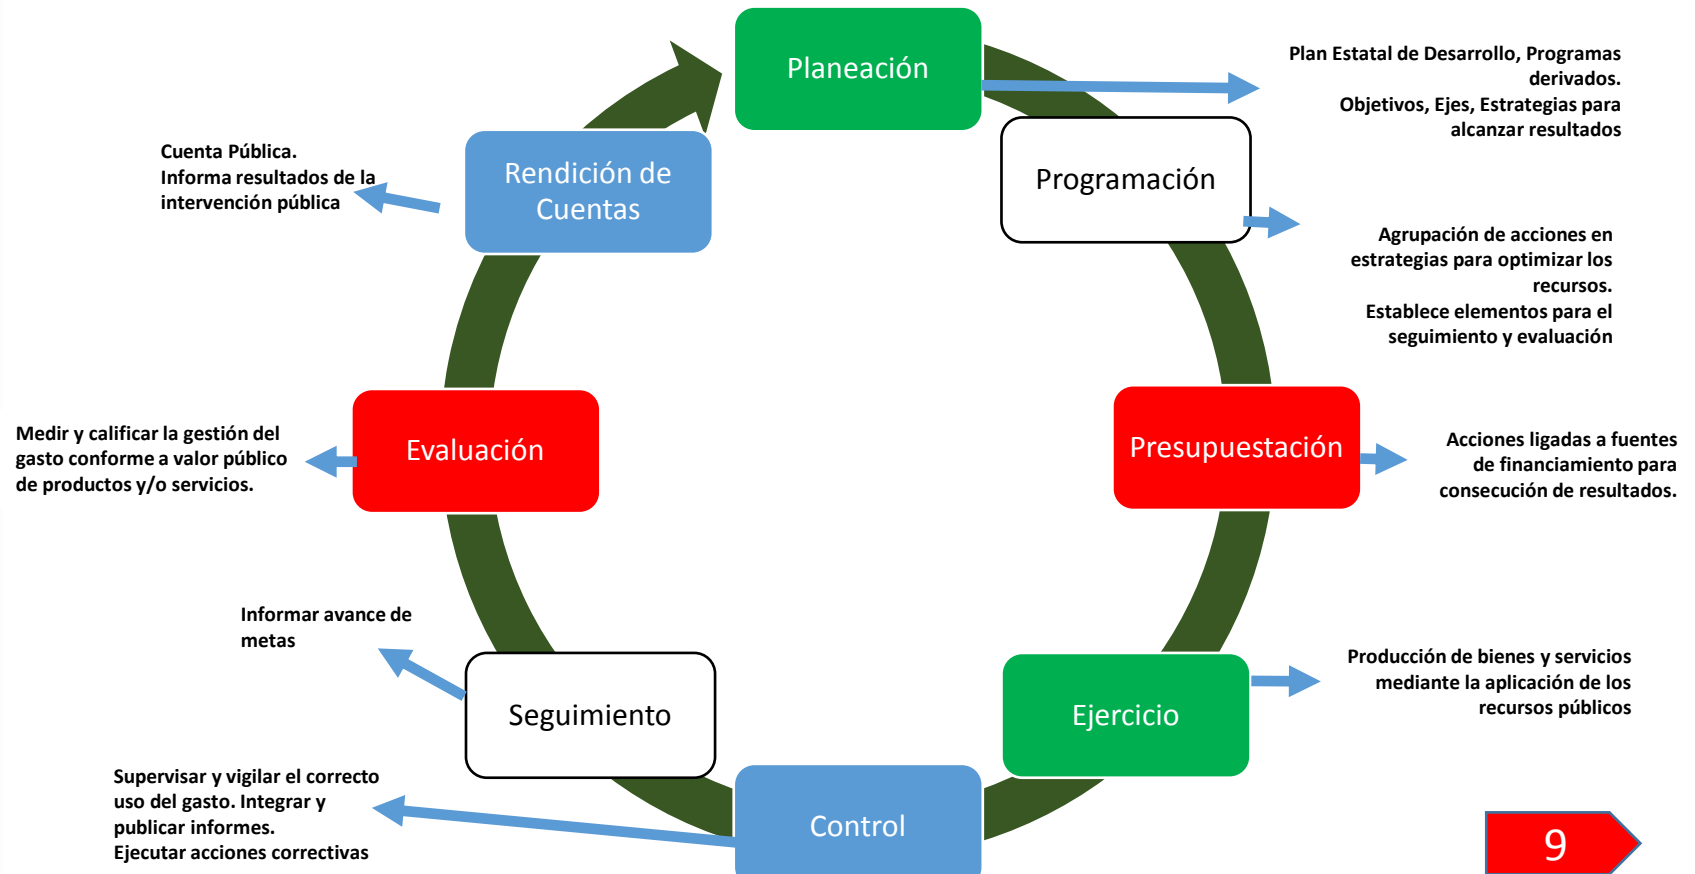 Planeación
Plan Estatal de Desarrollo, Programas
derivados.
Objetivos, Ejes, Estrategias para
alcanzar resultados
Programación
Agrupación de acciones en
estrategias para optimizar los
recursos.
Establece elementos para el
seguimiento y evaluación
Presupuestación
Acciones ligadas a fuentes
de financiamiento para
consecución de resultados.
Ejercicio
Producción de bienes y servicios
mediante la aplicación de los
recursos públicos
Control
Supervisar y vigilar el correcto
uso del gasto. Integrar y
publicar informes.
Ejecutar acciones correctivas
Seguimiento
Informar avance de
metas
Evaluación
Medir y calificar la gestión del
gasto conforme a valor público
de productos y/o servicios.
Rendición de
Cuentas
Cuenta Pública.
Informa resultados de la
intervención pública
9